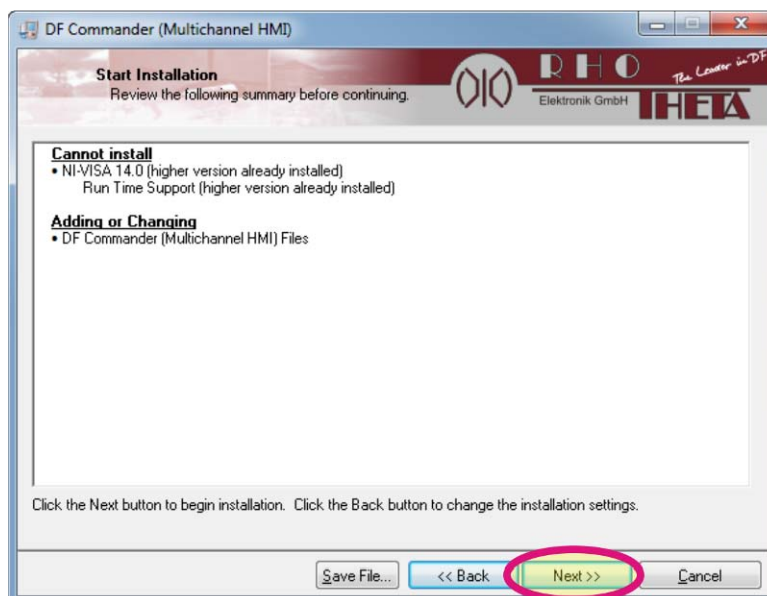 DF Commander (Multichannel HMI)
Start Installation
Review the following summary before continuing.
RHO
The Leader in DF
Elektronik GmbH
THETA
Cannot install
• NI-VISA 14.0 (higher version already installed)
Run Time Support (higher version already installed)
Adding or Changing
• DF Commander (Multichannel HMI) Files
Click the Next button to begin installation. Click the Back button to change the installation settings.
Save File... << Back Next >> Cancel